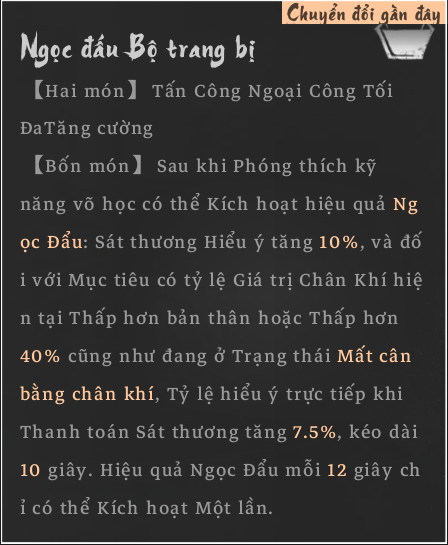 Chuyển đổi gần đây
Ngọc đấu Bộ trang bị
【Hai món】 Tấn Công Ngoại Công Tối
ĐaTăng cường
【Bốn món】 Sau khi Phóng thích kỹ
năng võ học có thể Kích hoạt hiệu quả Ng
ọc Đẩu: Sát thương Hiểu ý tăng 10%, và đố
i với Mục tiêu có tỷ lệ Giá trị Chân Khí hiệ
n tại Thấp hơn bản thân hoặc Thấp hơn
40% cũng như đang ở Trạng thái Mất cân
bằng chân khí, Tỷ lệ hiểu ý trực tiếp khi
Thanh toán Sát thương tăng 7.5%, kéo dài
10 giây. Hiệu quả Ngọc Đẩu mỗi 12 giây ch
ỉ có thể Kích hoạt Một lần.